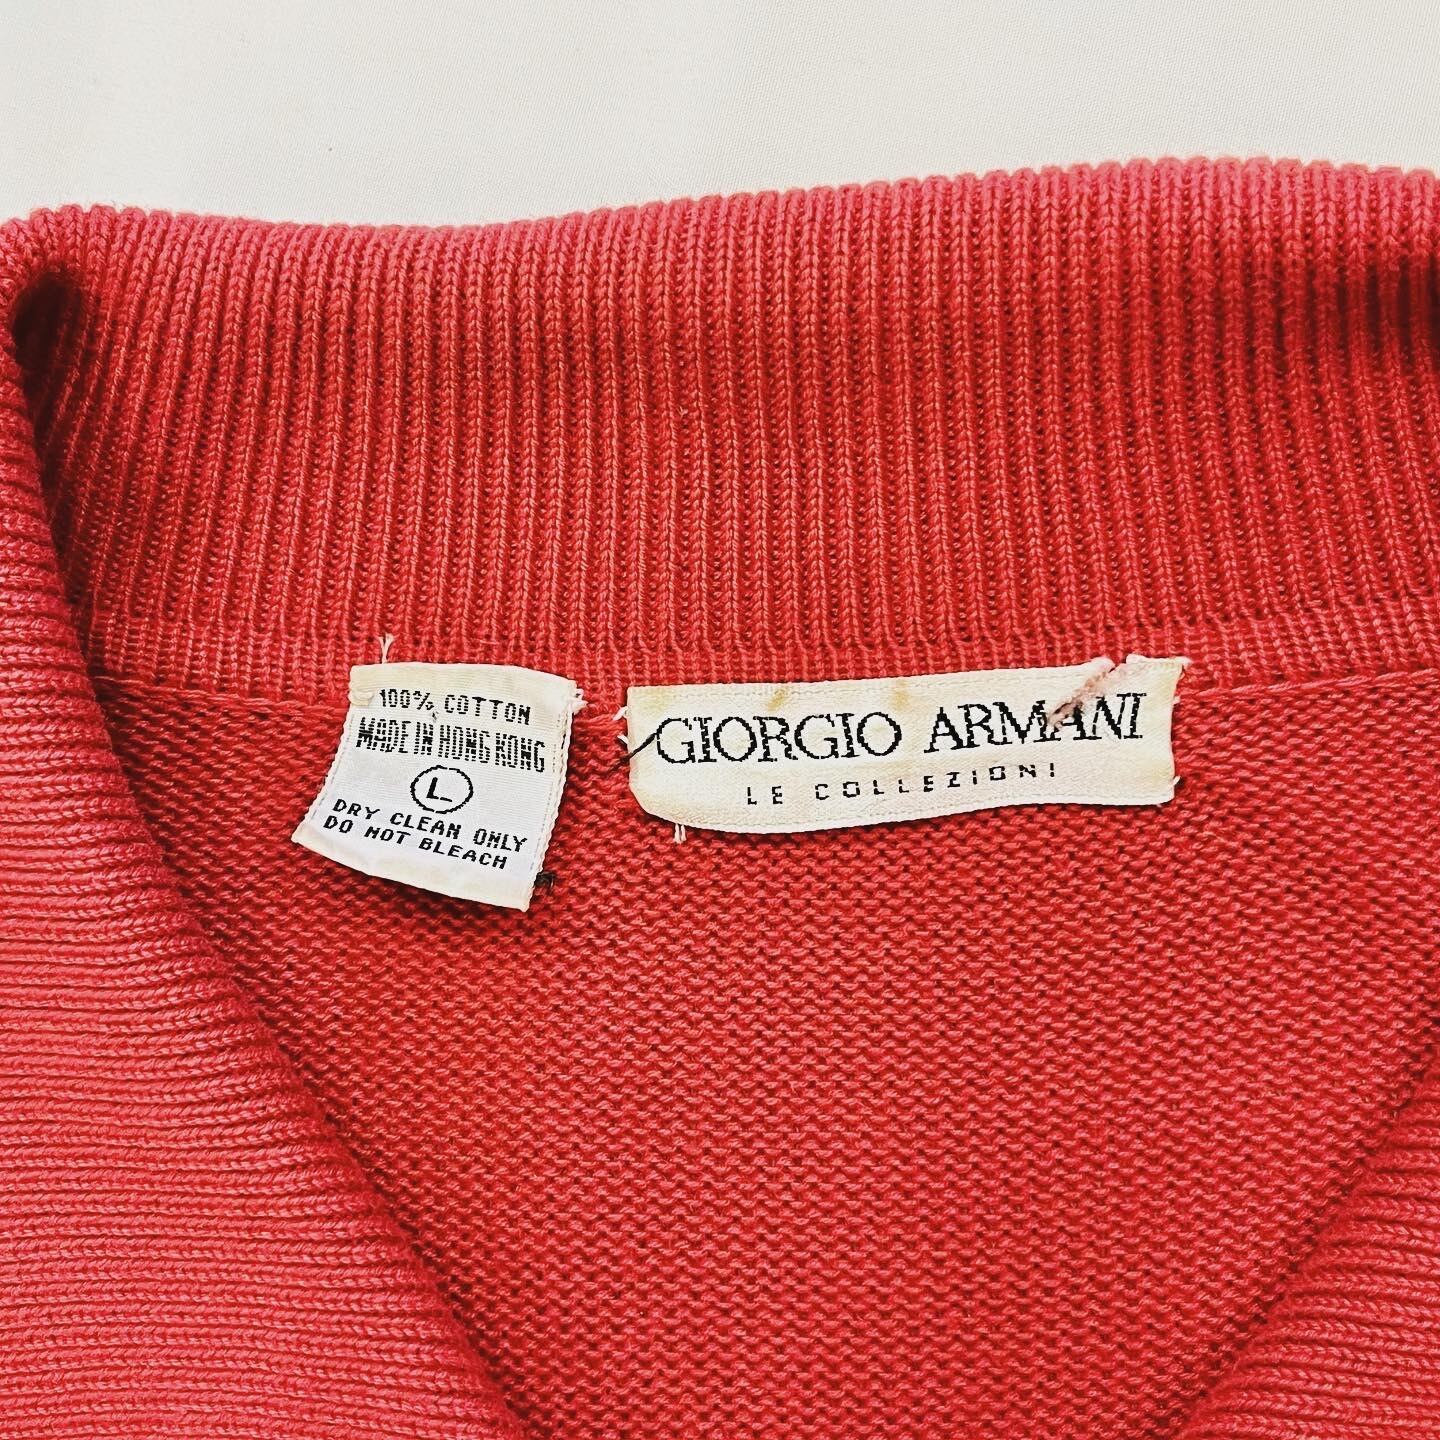 100% COTTON
MADE IN HONG KONG
L
DRY CLEAN ONLY
DO NOT BLEACH
GIORGIO ARMANI
LE COLLEZIONI